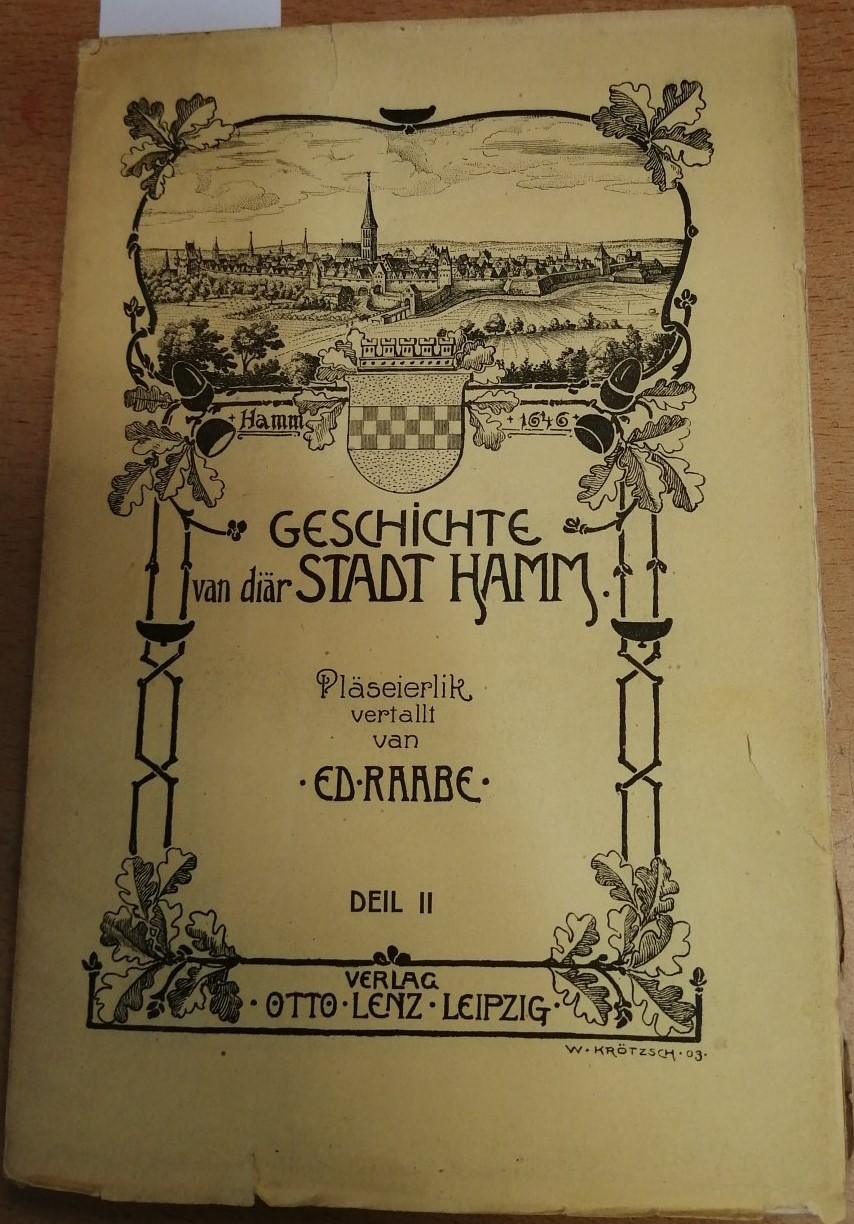 Hamm
1646
GESCHICHTE
van diär STADT HAMM.
Pläseierlik
vertallt
van
·ED·RAABE·
DEIL II
VERLAG
·OTTO·LENZ·LEIPZIG·
W·KRÖTZSCH·03·